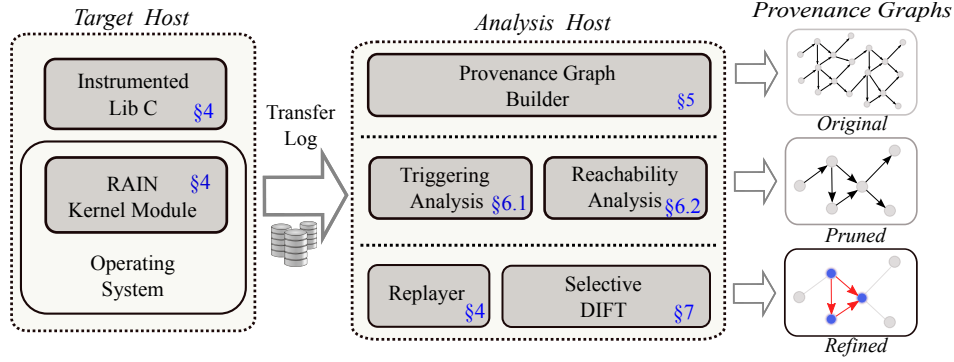 Target Host
Instrumented
Lib C
§4
RAIN
§4
Kernel Module
Operating
System
Transfer
Log
Analysis Host
Provenance Graph
Builder
§5
Triggering
Analysis
§6.1
Reachability
Analysis
§6.2
Replayer
§4
Selective
DIFT
§7
Provenance Graphs
Original
Pruned
Refined